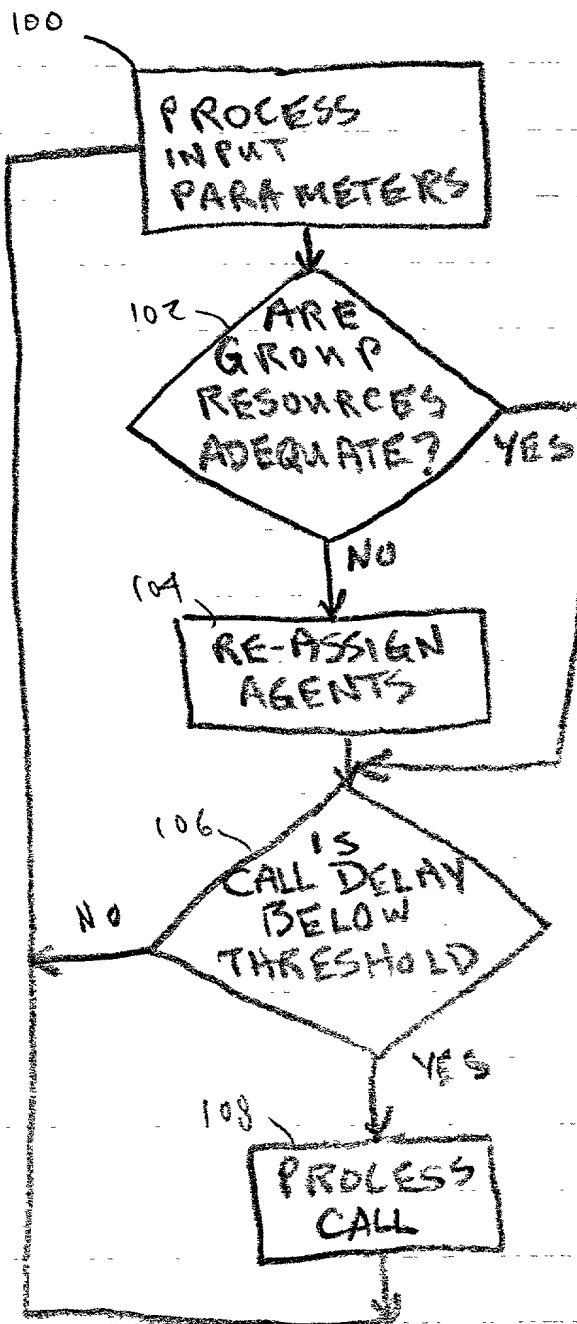 100
PROCESS
INPUT
PARAMETERS
102
ARE
GROUP
RESOURCES
ADEQUATE?
YES
NO
104
RE-ASSIGN
AGENTS
106
IS
CALL DELAY
BELOW
THRESHOLD
NO
YES
108
PROCESS
CALL